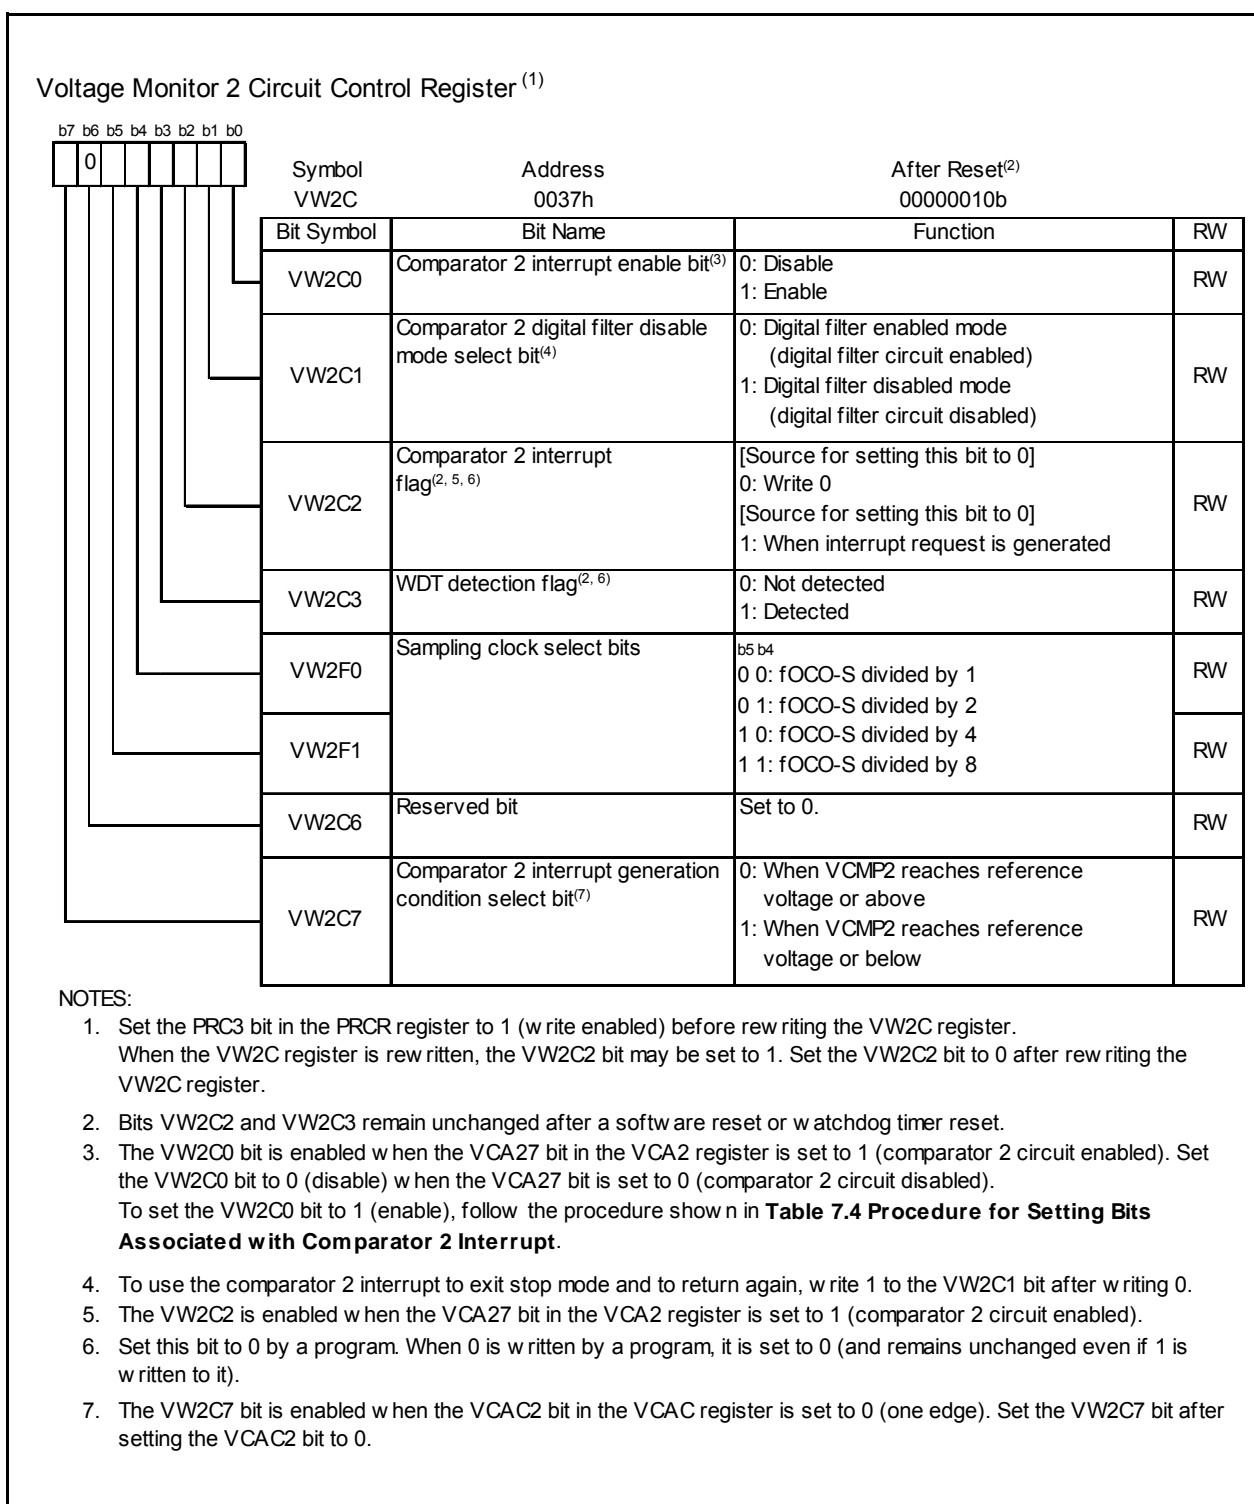 Voltage Monitor 2 Circuit Control Register (1)
b7 b6 b5 b4 b3 b2 b1 b0
0
Symbol Address After Reset(2)
VW2C 0037h 00000010b
Bit Symbol Bit Name Function RW
VW2C0 Comparator 2 interrupt enable bit(3) 0: Disable RW
1: Enable
VW2C1 Comparator 2 digital filter disable 0: Digital filter enabled mode RW
mode select bit(4) (digital filter circuit enabled)
1: Digital filter disabled mode
(digital filter circuit disabled)
VW2C2 Comparator 2 interrupt [Source for setting this bit to 0] RW
flag(2, 5, 6) 0: Write 0
[Source for setting this bit to 0]
1: When interrupt request is generated
VW2C3 WDT detection flag(2, 6) 0: Not detected RW
1: Detected
VW2F0 Sampling clock select bits b5 b4 RW
0 0: fOCO-S divided by 1
0 1: fOCO-S divided by 2
VW2F1 1 0: fOCO-S divided by 4 RW
1 1: fOCO-S divided by 8
VW2C6 Reserved bit Set to 0. RW
VW2C7 Comparator 2 interrupt generation 0: When VCMP2 reaches reference RW
condition select bit(7) voltage or above
1: When VCMP2 reaches reference
voltage or below
NOTES:
1. Set the PRC3 bit in the PRCR register to 1 (write enabled) before rewriting the VW2C register.
When the VW2C register is rewritten, the VW2C2 bit may be set to 1. Set the VW2C2 bit to 0 after rewriting the
VW2C register.
2. Bits VW2C2 and VW2C3 remain unchanged after a software reset or watchdog timer reset.
3. The VW2C0 bit is enabled when the VCA27 bit in the VCA2 register is set to 1 (comparator 2 circuit enabled). Set
the VW2C0 bit to 0 (disable) when the VCA27 bit is set to 0 (comparator 2 circuit disabled).
To set the VW2C0 bit to 1 (enable), follow the procedure shown in Table 7.4 Procedure for Setting Bits
Associated with Comparator 2 Interrupt.
4. To use the comparator 2 interrupt to exit stop mode and to return again, write 1 to the VW2C1 bit after writing 0.
5. The VW2C2 is enabled when the VCA27 bit in the VCA2 register is set to 1 (comparator 2 circuit enabled).
6. Set this bit to 0 by a program. When 0 is written by a program, it is set to 0 (and remains unchanged even if 1 is
written to it).
7. The VW2C7 bit is enabled when the VCAC2 bit in the VCAC register is set to 0 (one edge). Set the VW2C7 bit after
setting the VCAC2 bit to 0.